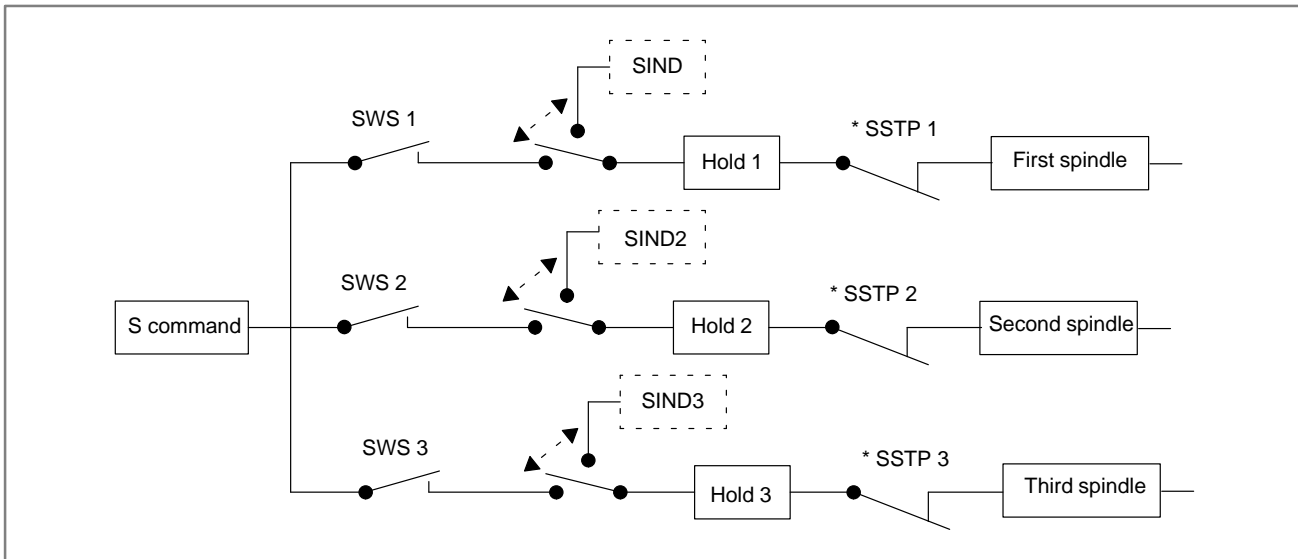 SIND
SWS 1
* SSTP 1
Hold 1
First spindle
SIND2
SWS 2
* SSTP 2
S command
Hold 2
Second spindle
SIND3
SWS 3
* SSTP 3
Hold 3
Third spindle